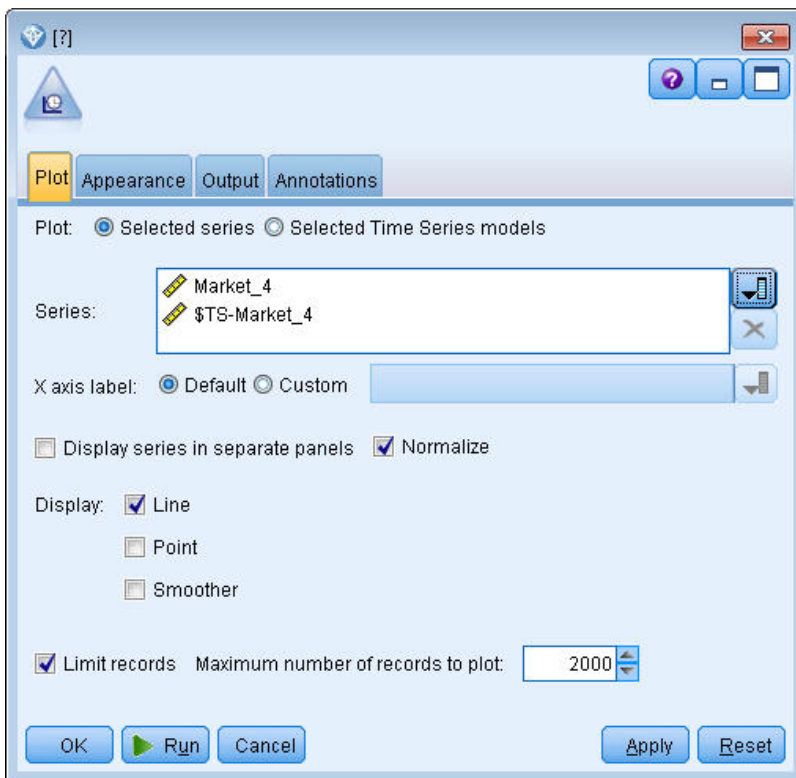 [?]
Plot Appearance Output Annotations
Plot: Selected series Selected Time Series models
Series:
Market_4
$TS-Market_4
X axis label: Default Custom
Display series in separate panels Normalize
Display: Line
Point
Smoother
Limit records Maximum number of records to plot: 2000
OK Run Cancel Apply Reset